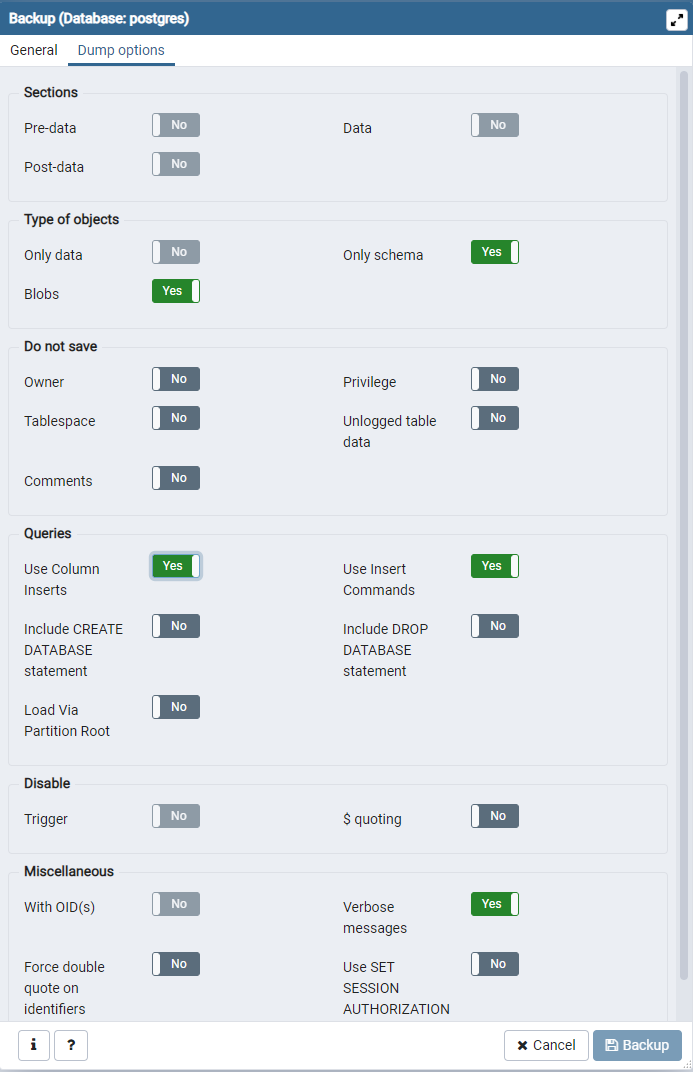 Backup (Database: postgres)
General Dump options
Sections
Pre-data No Data No
Post-data No
Type of objects
Only data No Only schema Yes
Blobs Yes
Do not save
Owner No Privilege No
Tablespace No Unlogged table No
data
Comments No
Queries
Use Column Yes Use Insert Yes
Inserts Commands
Include CREATE No Include DROP No
DATABASE DATABASE
statement statement
Load Via No
Partition Root
Disable
Trigger No $ quoting No
Miscellaneous
With OID(s) No Verbose Yes
messages
Force double No Use SET No
quote on SESSION
identifiers AUTHORIZATION
i ? Cancel Backup